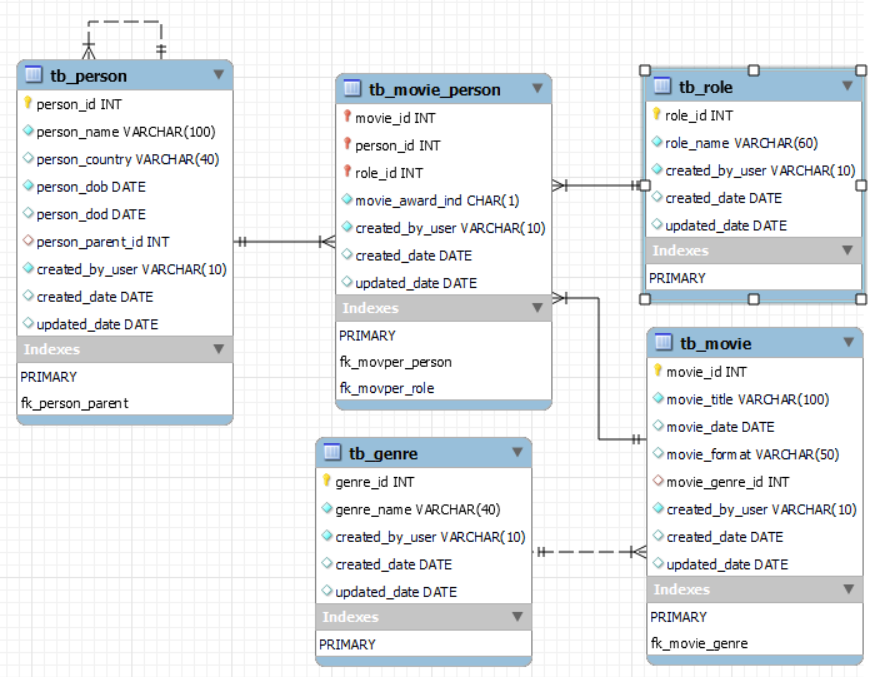 tb_person
person_id INT
person_name VARCHAR(100)
person_country VARCHAR(40)
person_dob DATE
person_dod DATE
person_parent_id INT
created_by_user VARCHAR(10)
created_date DATE
updated_date DATE
Indexes
PRIMARY
fk_person_parent
tb_movie_person
movie_id INT
person_id INT
role_id INT
movie_award_ind CHAR(1)
created_by_user VARCHAR(10)
created_date DATE
updated_date DATE
Indexes
PRIMARY
fk_movper_person
fk_movper_role
tb_role
role_id INT
role_name VARCHAR(60)
created_by_user VARCHAR(10)
created_date DATE
updated_date DATE
Indexes
PRIMARY
tb_genre
genre_id INT
genre_name VARCHAR(40)
created_by_user VARCHAR(10)
created_date DATE
updated_date DATE
Indexes
PRIMARY
tb_movie
movie_id INT
movie_title VARCHAR(100)
movie_date DATE
movie_format VARCHAR(50)
movie_genre_id INT
created_by_user VARCHAR(10)
created_date DATE
updated_date DATE
Indexes
PRIMARY
fk_movie_genre